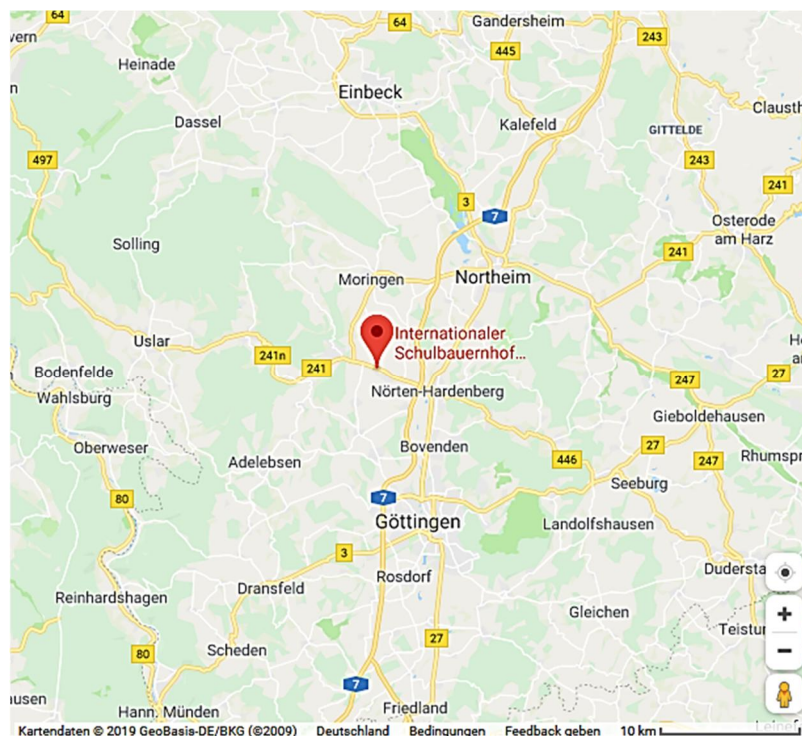 64
64
Gandersheim
243
vern
445
Heinade
Einbeck
Clausth
Dassel
Kalefeld
GITTELDE
497
243
241
3
7
Osterode
am Harz
Solling
241
Moringen
Northeim
Internationaler
Schulbauernhof...
Uslar
241n
241
Bodenfelde
247
27
Wahlsburg
Nörten-Hardenberg
Gieboldehausen
Oberweser
Bovenden
27
446
247
Rhumspr
Adelebsen
Seeburg
80
7
Göttingen
Landolfshausen
3
Rosdorf
Dudersta
Dransfeld
Reinhardshagen
Gleichen
+
Teistun
27
80
Scheden
−
7
ausen
Hann. Münden
Friedland
Leinef
Kartendaten © 2019 GeoBasis-DE/BKG (©2009) Deutschland Bedingungen Feedback geben 10 km